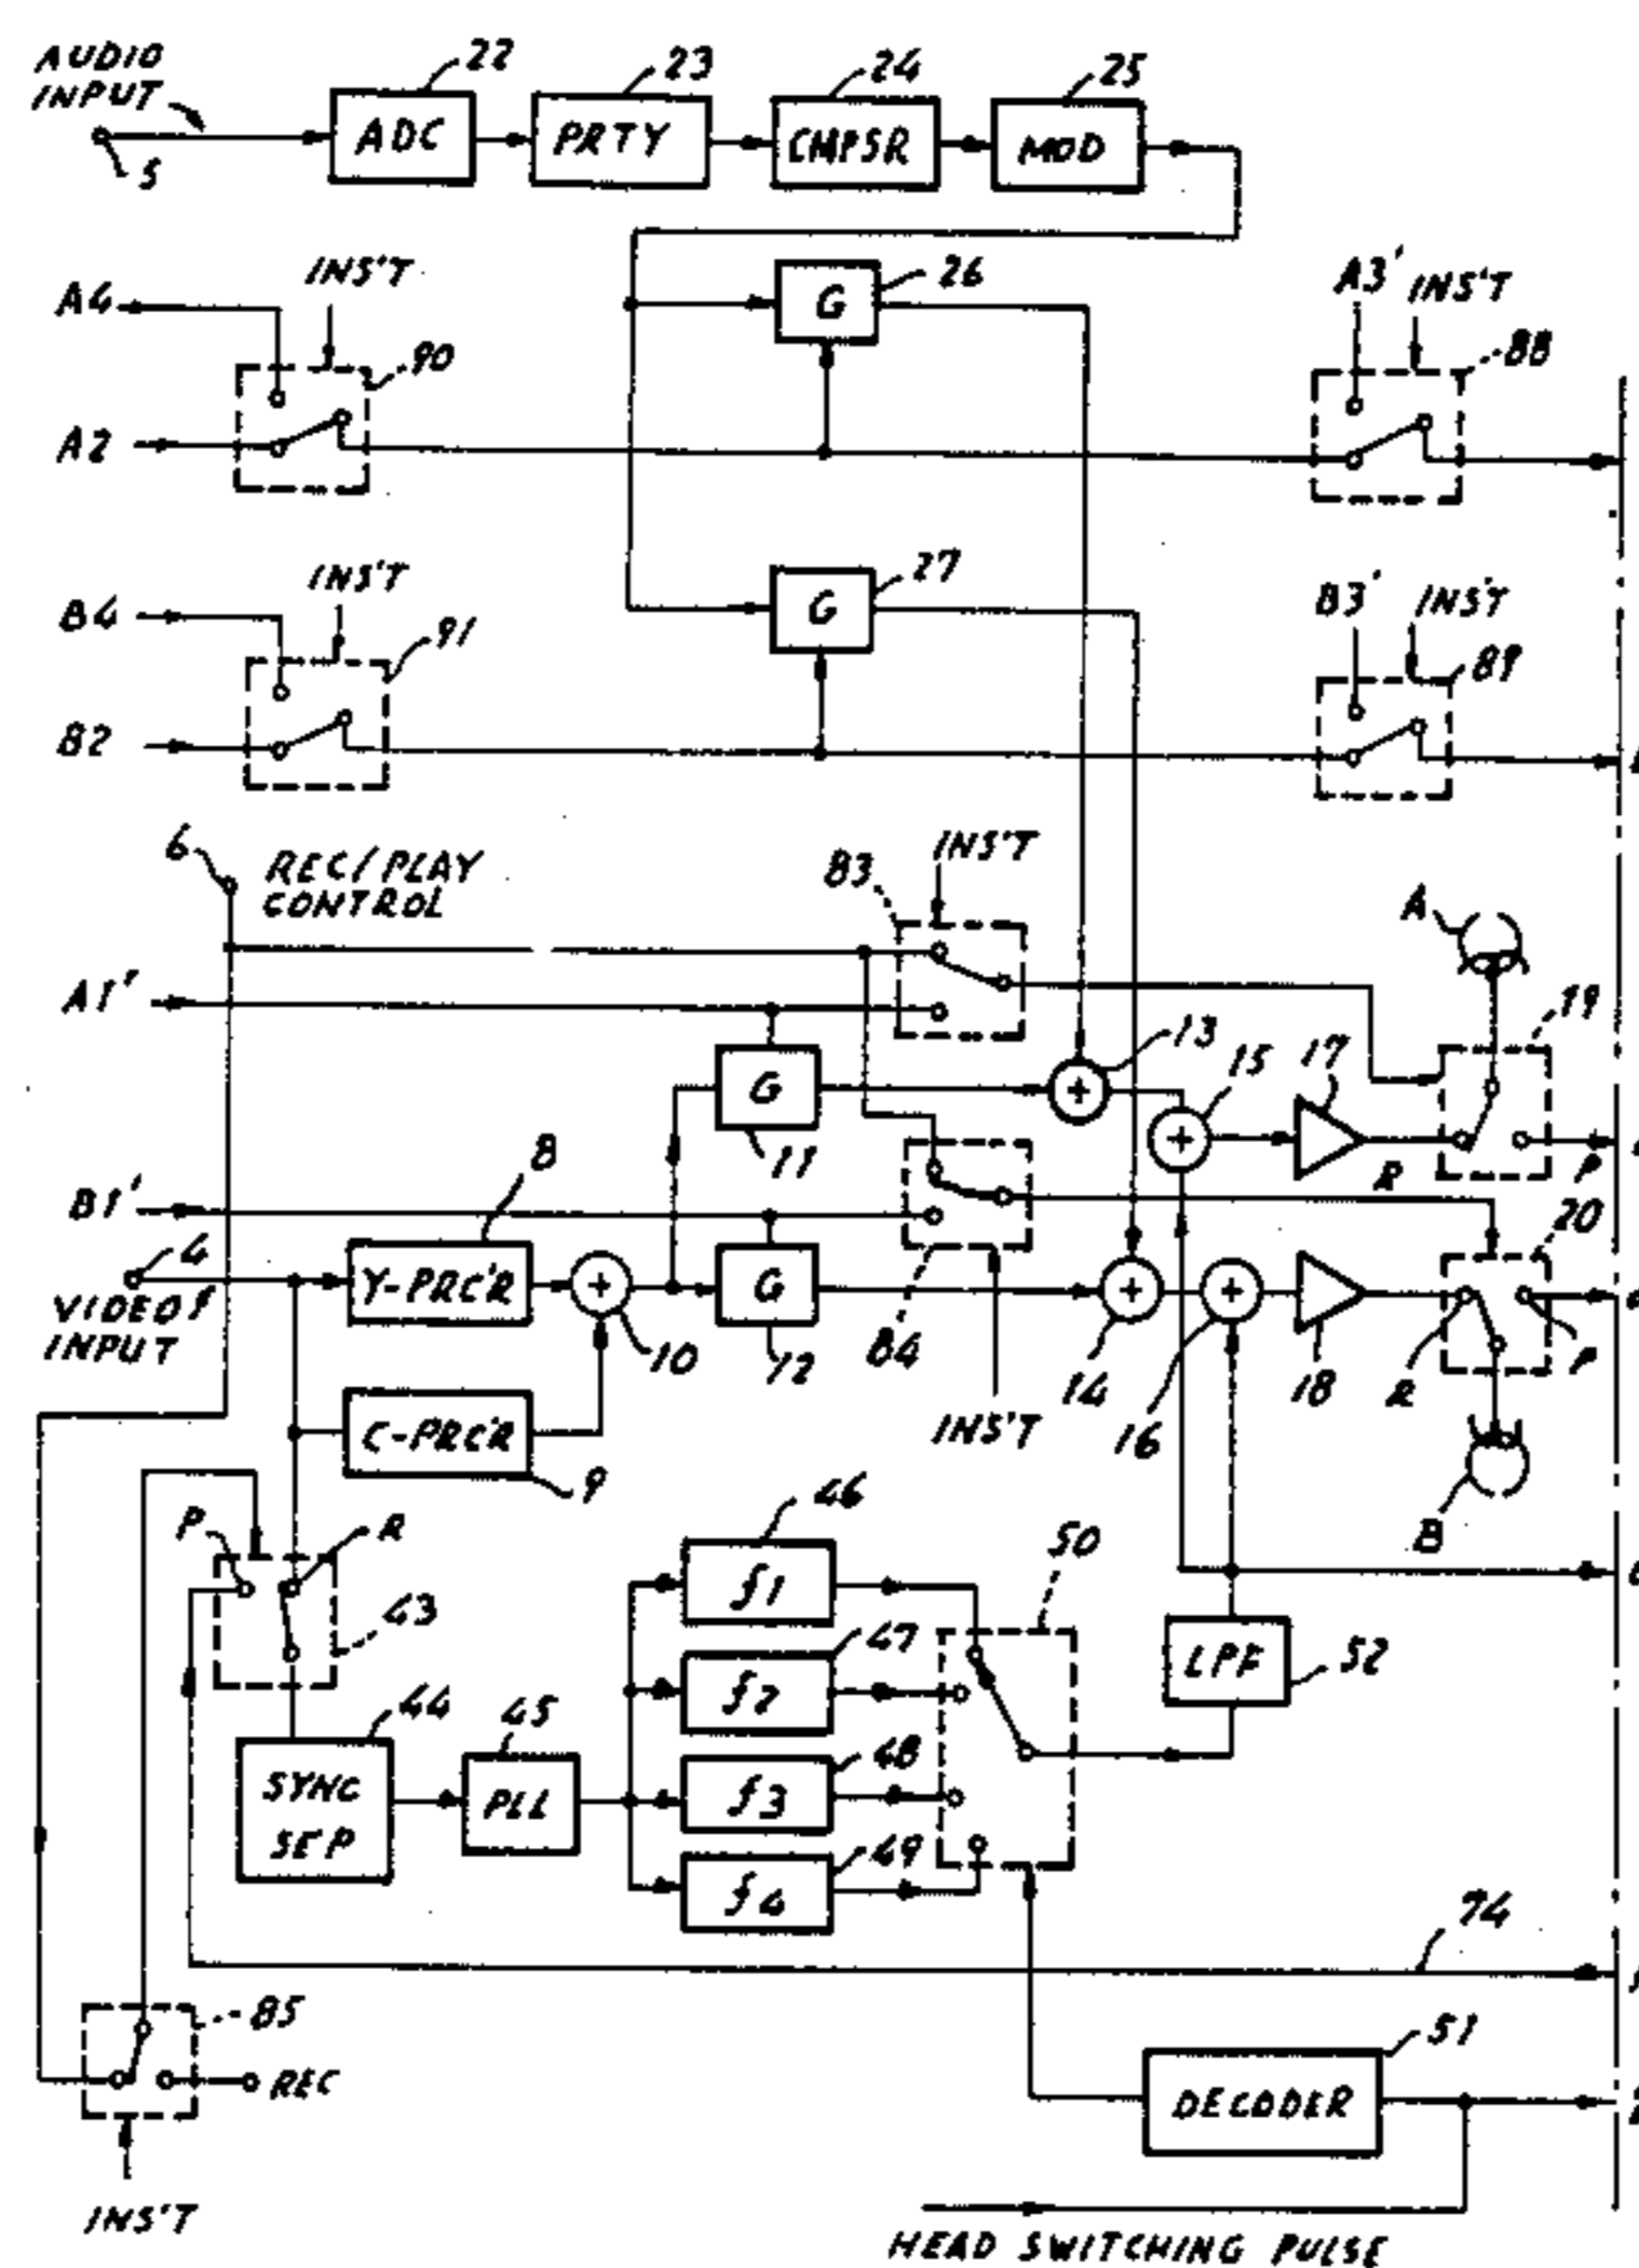 AUDIO
INPUT
5
22
ADC
23
PRTY
24
CMPSR
25
MOD
A4
INS'T
90
A2
26
G
A3'
INS'T
88
B4
INS'T
91
B2
27
G
B3'
INS'T
89
6
REC/PLAY
CONTROL
83
INS'T
A
A1'
G
11
13
15
17
19
R
P
B1'
4
VIDEO
INPUT
8
Y-PRC'R
10
G
12
84
INS'T
14
16
18
20
R
P
B
C-PRC'R
9
P
R
43
44
SYNC
SEP
45
PLL
46
f1
47
f2
48
f3
49
f4
50
LPF
52
74
85
REC
INS'T
51
DECODER
HEAD SWITCHING PULSE